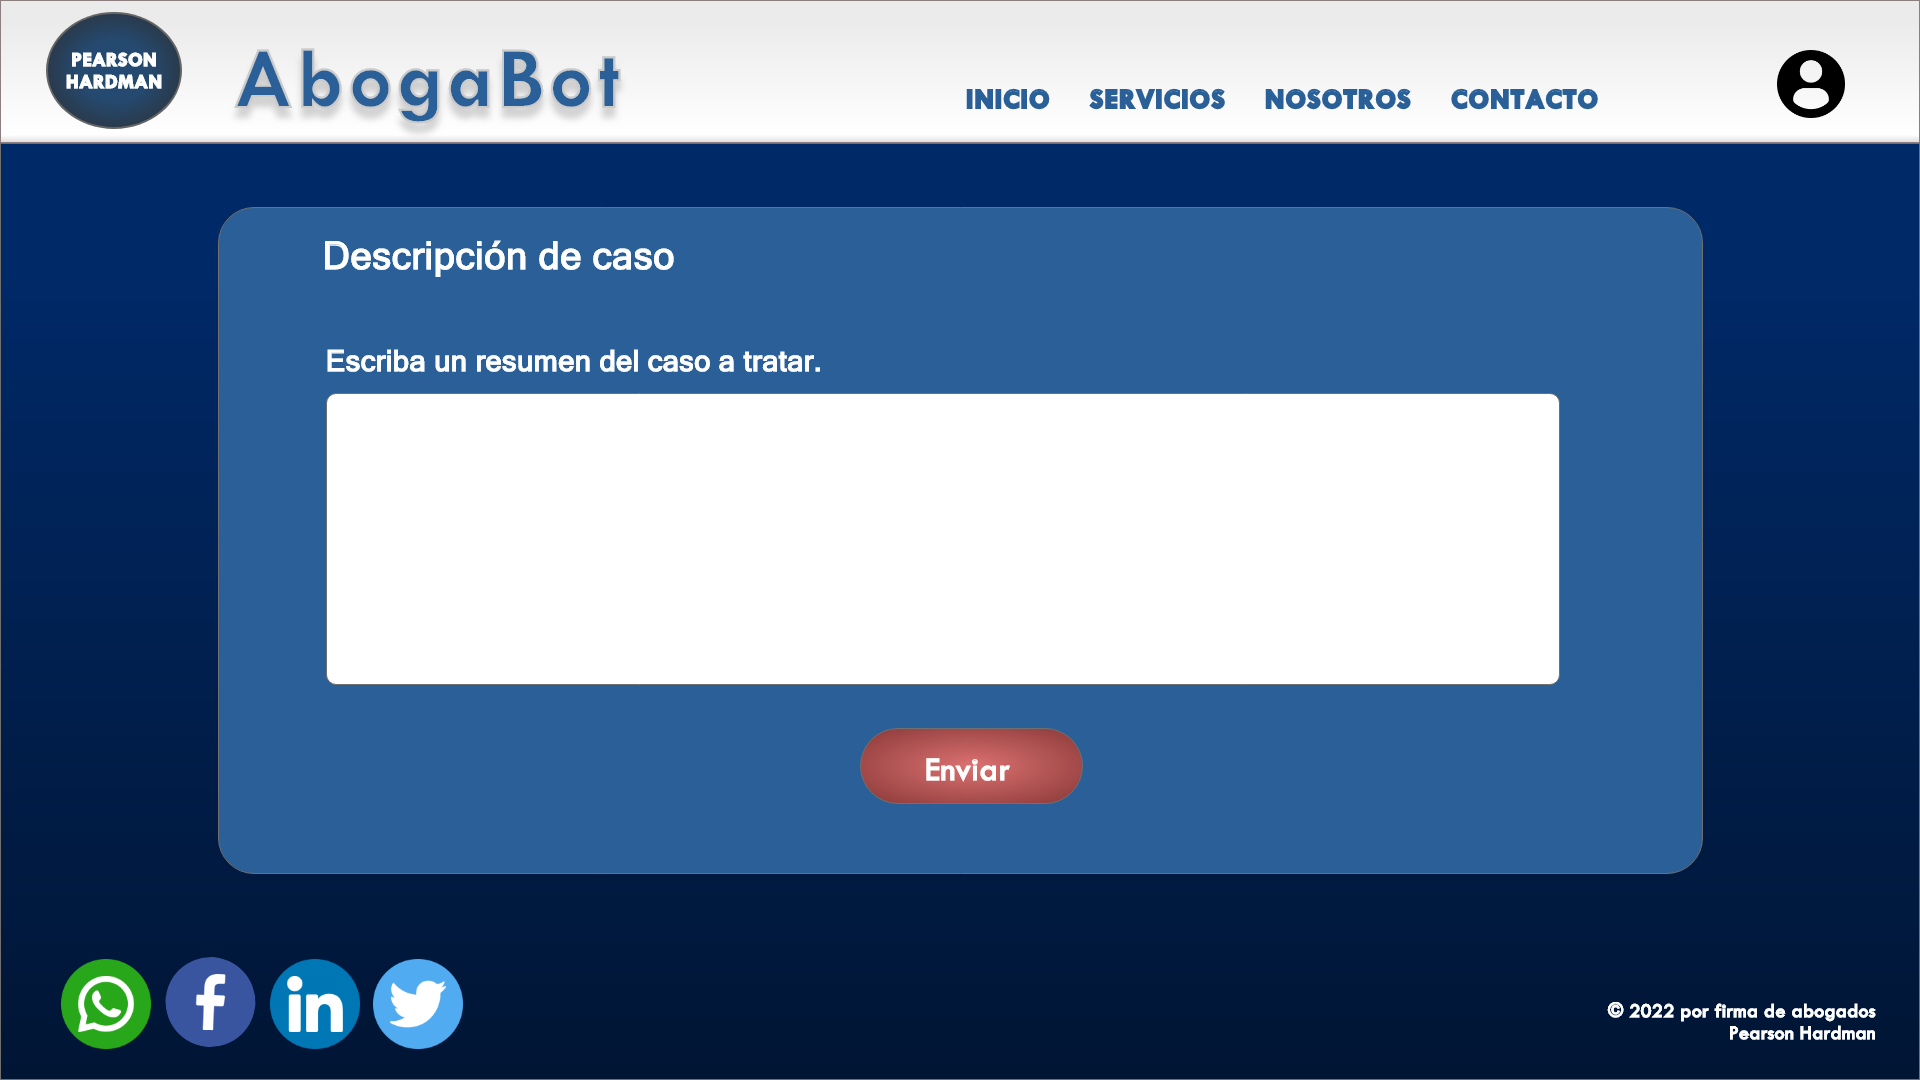 PEARSON
HARDMAN
AbogaBot
INICIO SERVICIOS NOSOTROS CONTACTO
Descripción de caso
Escriba un resumen del caso a tratar.
Enviar
© 2022 por firma de abogados
Pearson Hardman